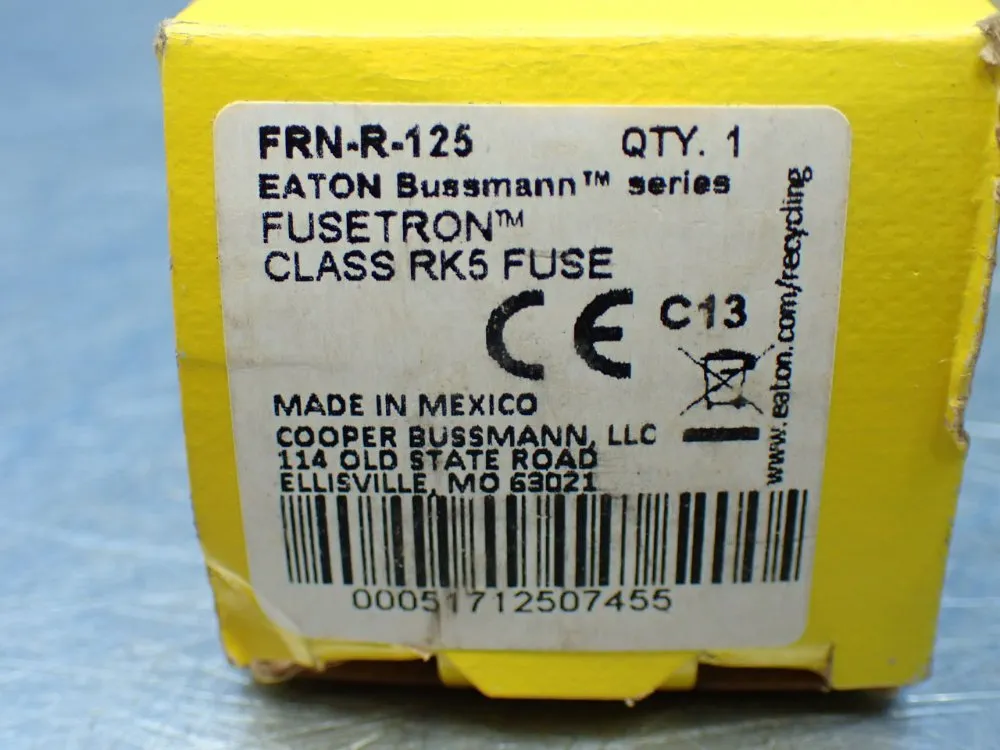 FRN-R-125 QTY. 1
EATON Bussmann™ series
FUSETRON™
CLASS RK5 FUSE
CE C13
www.eaton.com/recycling
MADE IN MEXICO
COOPER BUSSMANN, LLC
114 OLD STATE ROAD
ELLISVILLE, MO 63021
00051712507455